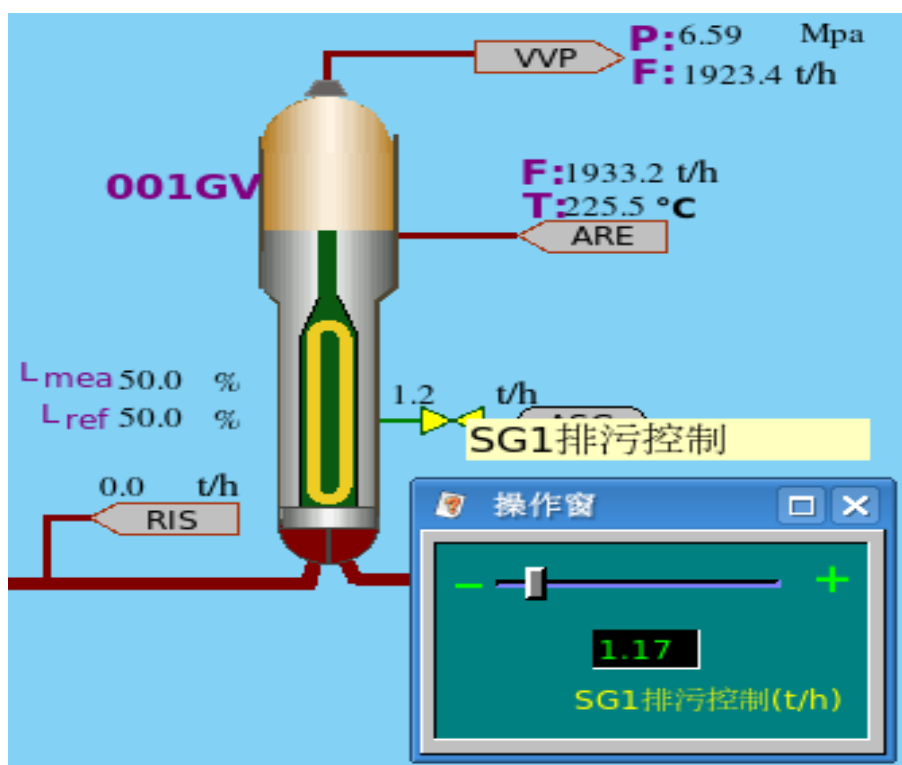 VVP
P:6.59 Mpa
F:1923.4 t/h
001GV
F:1933.2 t/h
T:225.5 °C
ARE
L mea 50.0 %
L ref 50.0 %
1.2 t/h
SG1排污控制
0.0 t/h
RIS
操作窗
− +
1.17
SG1排污控制(t/h)